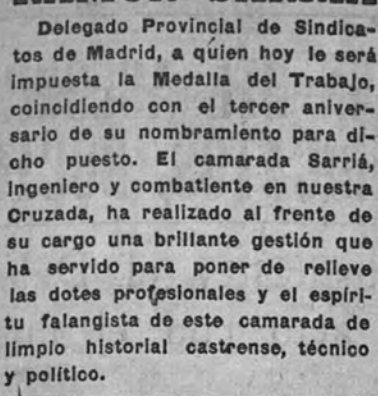 Delegado Provincial de Sindica-
tos de Madrid, a quien hoy le será
impuesta la Medalla del Trabajo,
coincidiendo con el tercer aniver-
sario de su nombramiento para di-
cho puesto. El camarada Sarriá,
ingeniero y combatiente en nuestra
Cruzada, ha realizado al frente de
su cargo una brillante gestión que
ha servido para poner de relieve
las dotes profesionales y el espíri-
tu falangista de este camarada de
limpio historial castrense, técnico
y político.